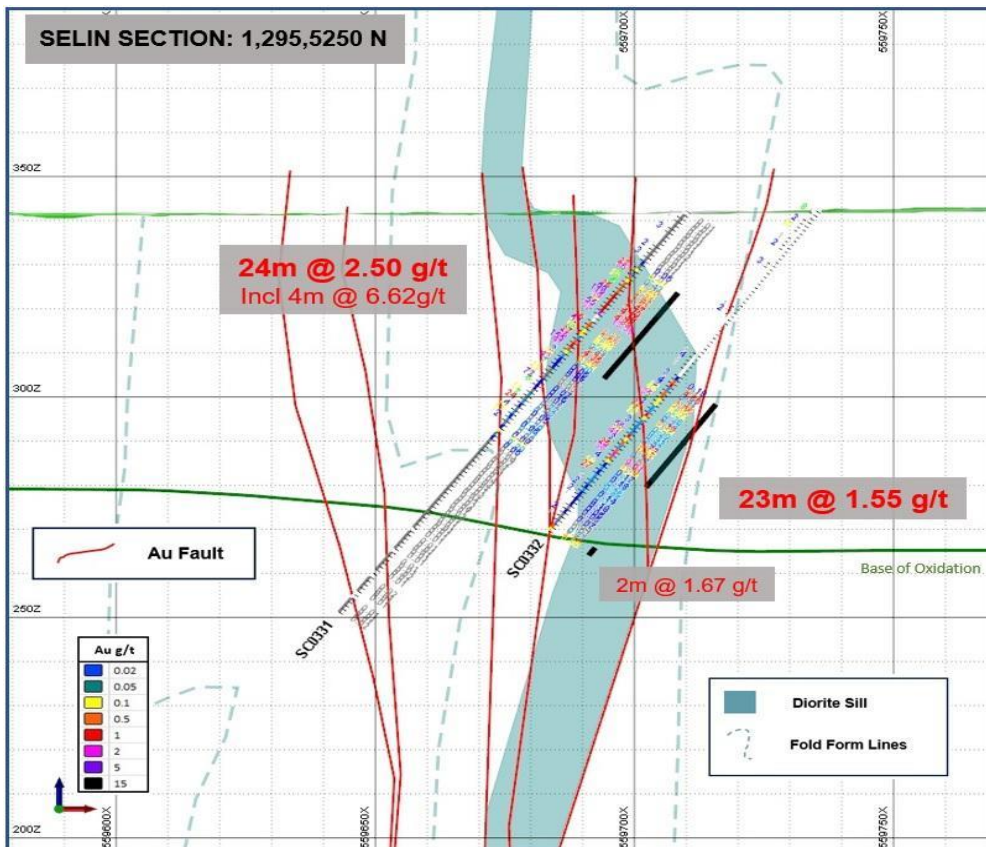 SELIN SECTION: 1,295,5250 N
559700X
559750X
350Z
24m @ 2.50 g/t
Incl 4m @ 6.62g/t
300Z
23m @ 1.55 g/t
Au Fault
SC0332
Base of Oxidation
2m @ 1.67 g/t
250Z
SC0331
Au g/t
0.02
0.05
0.1
0.5
1
2
5
15
Diorite Sill
Fold Form Lines
200Z
559600X
559650X
559700X
559750X